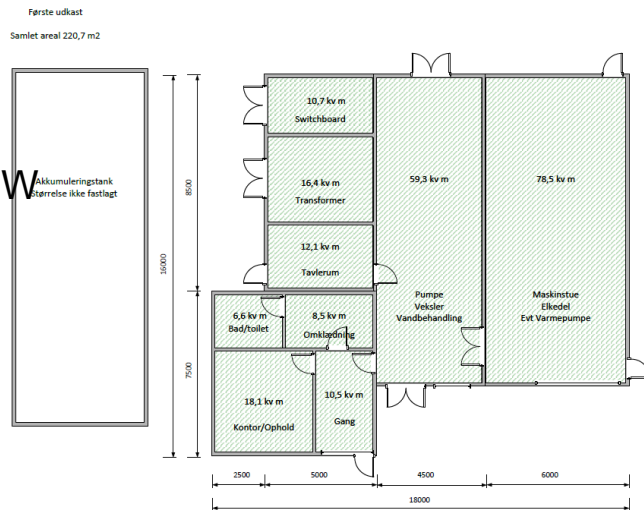 Første udkast
Samlet areal 220,7 m2
W
Akkumuleringstank
Størrelse ikke fastlagt
16000
8500
7500
10,7 kv m
Switchboard
16,4 kv m
Transformer
12,1 kv m
Tavlerum
6,6 kv m
Bad/toilet
8,5 kv m
Omklædning
18,1 kv m
Kontor/Ophold
10,5 kv m
Gang
59,3 kv m
Pumpe
Veksler
Vandbehandling
78,5 kv m
Maskinstue
Elkedel
Evt Varmepumpe
2500
5000
4500
6000
18000